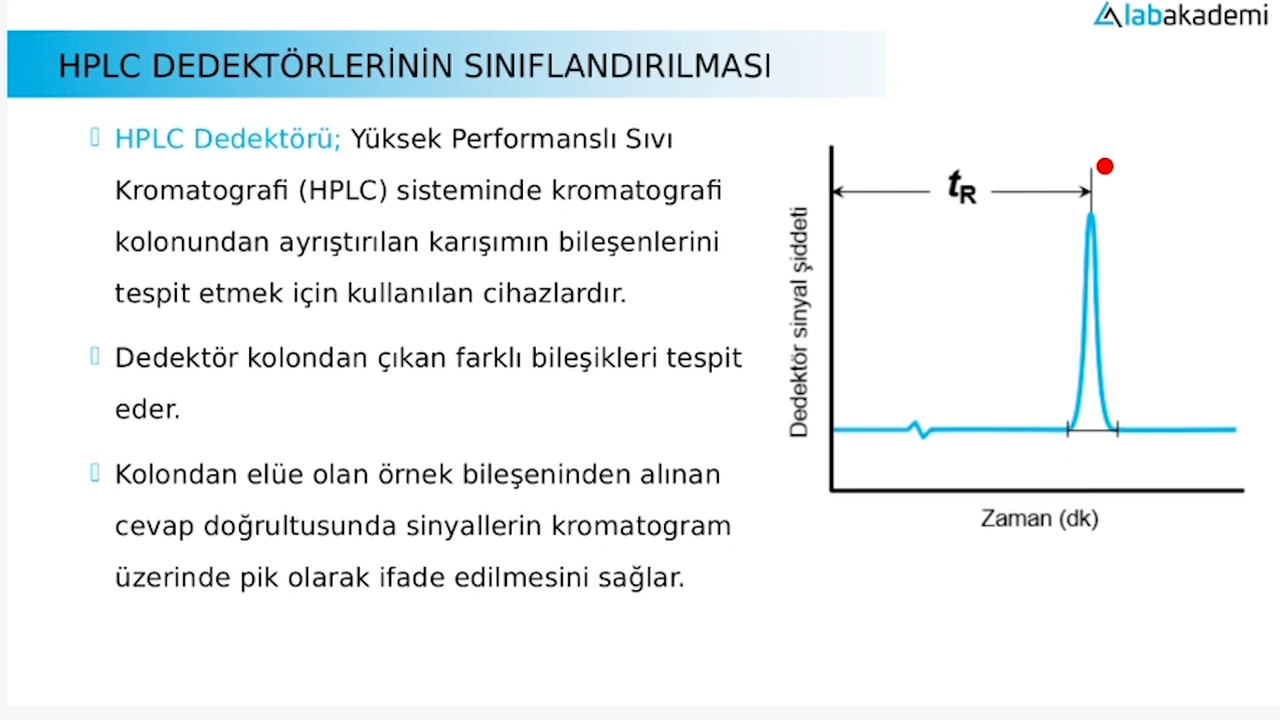 labakademi
HPLC DEDEKTÖRLERİNİN SINIFLANDIRILMASI
HPLC Dedektörü; Yüksek Performanslı Sıvı
Kromatografi (HPLC) sisteminde kromatografi
kolonundan ayrıştırılan karışımın bileşenlerini
tespit etmek için kullanılan cihazlardır.
Dedektör kolondan çıkan farklı bileşikleri tespit
eder.
Kolondan elüe olan örnek bileşeninden alınan
cevap doğrultusunda sinyallerin kromatogram
üzerinde pik olarak ifade edilmesini sağlar.
tR
Dedektör sinyal şiddeti
Zaman (dk)